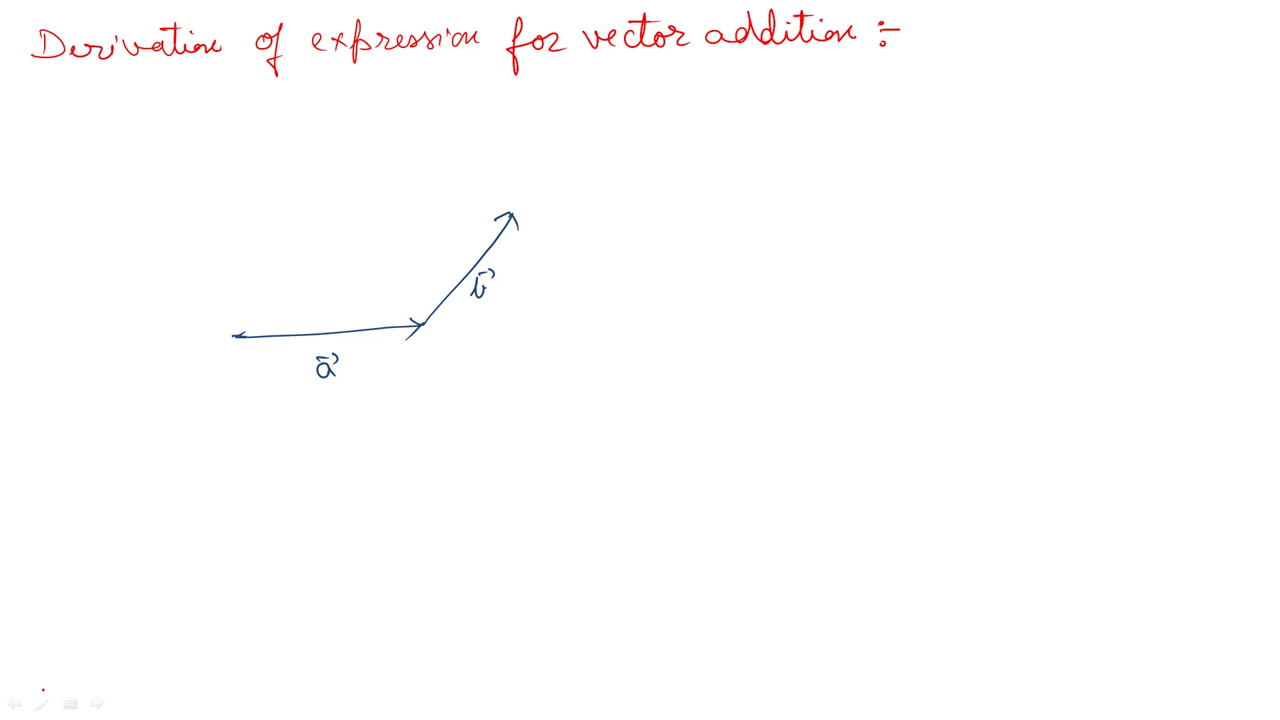 Derivation of expression for vector addition :-
b⃗
a⃗